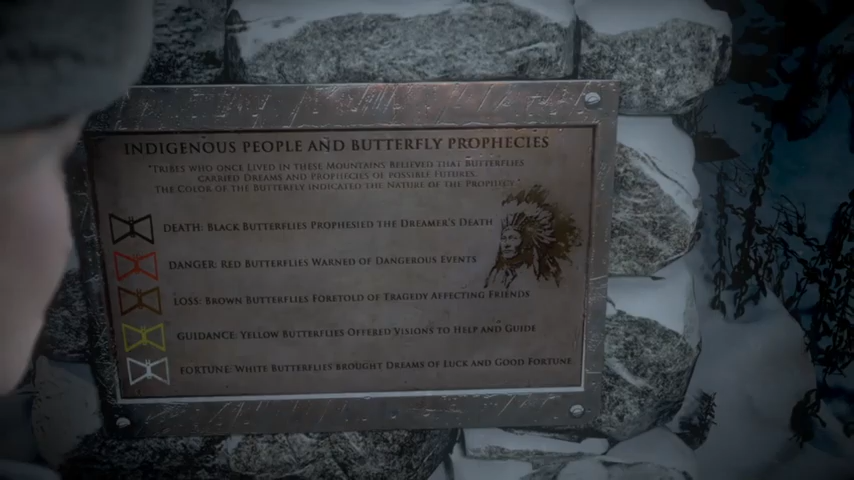 INDIGENOUS PEOPLE AND BUTTERFLY PROPHECIES
"TRIBES WHO ONCE LIVED IN THESE MOUNTAINS BELIEVED THAT BUTTERFLIES
CARRIED DREAMS AND PROPHECIES OF POSSIBLE FUTURES.
THE COLOR OF THE BUTTERFLY INDICATED THE NATURE OF THE PROPHECY."
DEATH: BLACK BUTTERFLIES PROPHESIED THE DREAMER'S DEATH
DANGER: RED BUTTERFLIES WARNED OF DANGEROUS EVENTS
LOSS: BROWN BUTTERFLIES FORETOLD OF TRAGEDY AFFECTING FRIENDS
GUIDANCE: YELLOW BUTTERFLIES OFFERED VISIONS TO HELP AND GUIDE
FORTUNE: WHITE BUTTERFLIES BROUGHT DREAMS OF LUCK AND GOOD FORTUNE